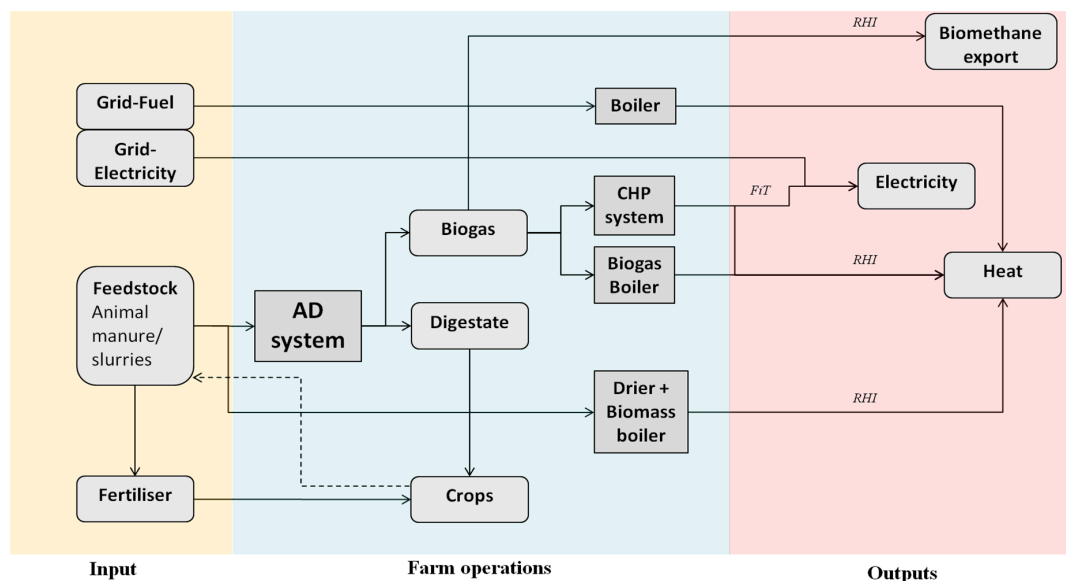 RHI
Biomethane
export
Grid-Fuel
Boiler
Grid-
Electricity
CHP
system
FiT
Electricity
Biogas
Biogas
Boiler
RHI
Heat
Feedstock
Animal
manure/
slurries
AD
system
Digestate
Drier +
Biomass
boiler
RHI
Fertiliser
Crops
Input
Farm operations
Outputs